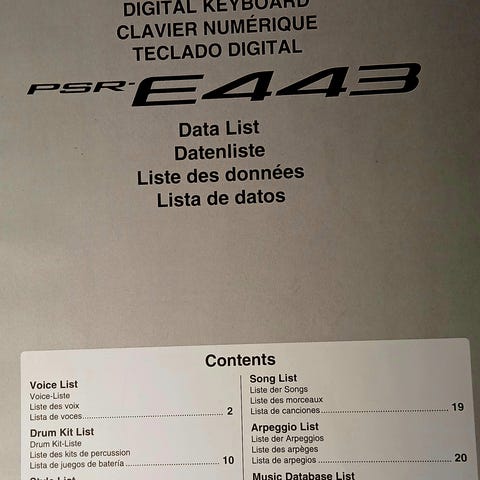 DIGITAL KEYBOARD
CLAVIER NUMÉRIQUE
TECLADO DIGITAL
PSR-E443
Data List
Datenliste
Liste des données
Lista de datos
Contents
Voice List
Voice-Liste
Liste des voix
Lista de voces 2
Drum Kit List
Drum Kit-Liste
Liste des kits de percussion
Lista de juegos de batería 10
Style List
Song List
Liste der Songs
Liste des morceaux
Lista de canciones 19
Arpeggio List
Liste der Arpeggios
Liste des arpèges
Lista de arpegios 20
Music Database List